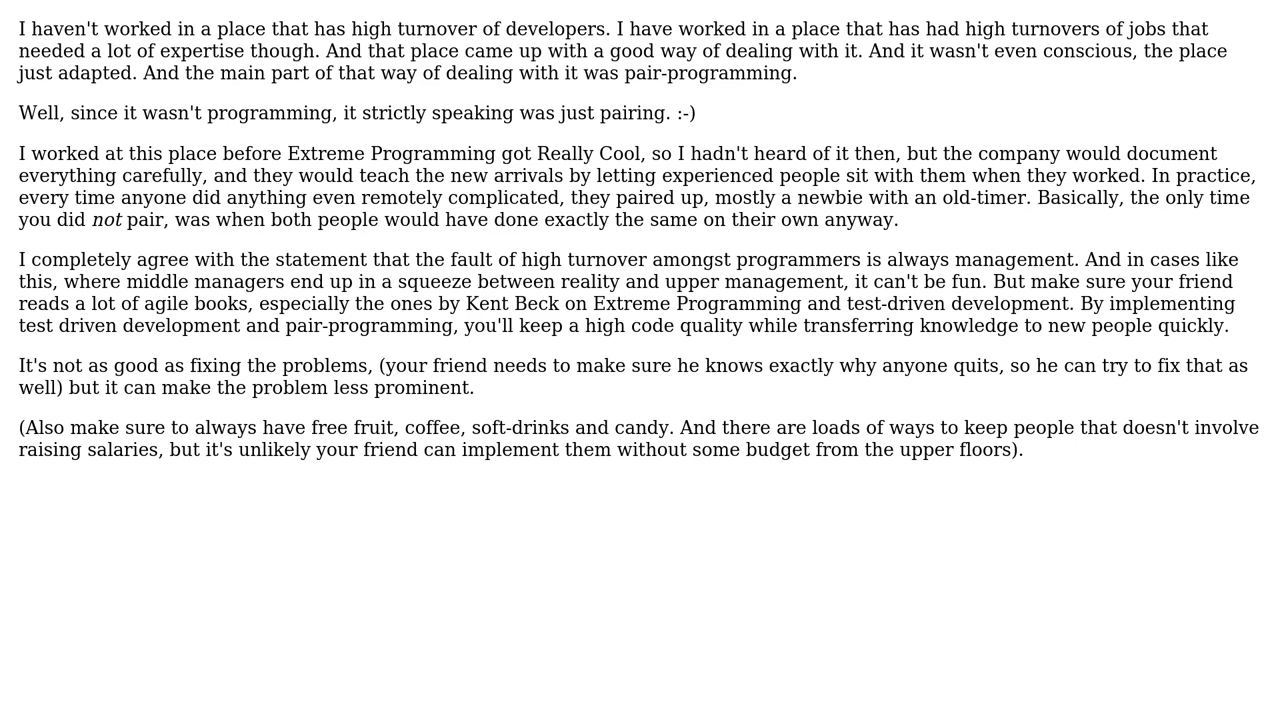 I haven't worked in a place that has high turnover of developers. I have worked in a place that has had high turnovers of jobs that
needed a lot of expertise though. And that place came up with a good way of dealing with it. And it wasn't even conscious, the place
just adapted. And the main part of that way of dealing with it was pair-programming.
Well, since it wasn't programming, it strictly speaking was just pairing. :-)
I worked at this place before Extreme Programming got Really Cool, so I hadn't heard of it then, but the company would document
everything carefully, and they would teach the new arrivals by letting experienced people sit with them when they worked. In practice,
every time anyone did anything even remotely complicated, they paired up, mostly a newbie with an old-timer. Basically, the only time
you did not pair, was when both people would have done exactly the same on their own anyway.
I completely agree with the statement that the fault of high turnover amongst programmers is always management. And in cases like
this, where middle managers end up in a squeeze between reality and upper management, it can't be fun. But make sure your friend
reads a lot of agile books, especially the ones by Kent Beck on Extreme Programming and test-driven development. By implementing
test driven development and pair-programming, you'll keep a high code quality while transferring knowledge to new people quickly.
It's not as good as fixing the problems, (your friend needs to make sure he knows exactly why anyone quits, so he can try to fix that as
well) but it can make the problem less prominent.
(Also make sure to always have free fruit, coffee, soft-drinks and candy. And there are loads of ways to keep people that doesn't involve
raising salaries, but it's unlikely your friend can implement them without some budget from the upper floors).